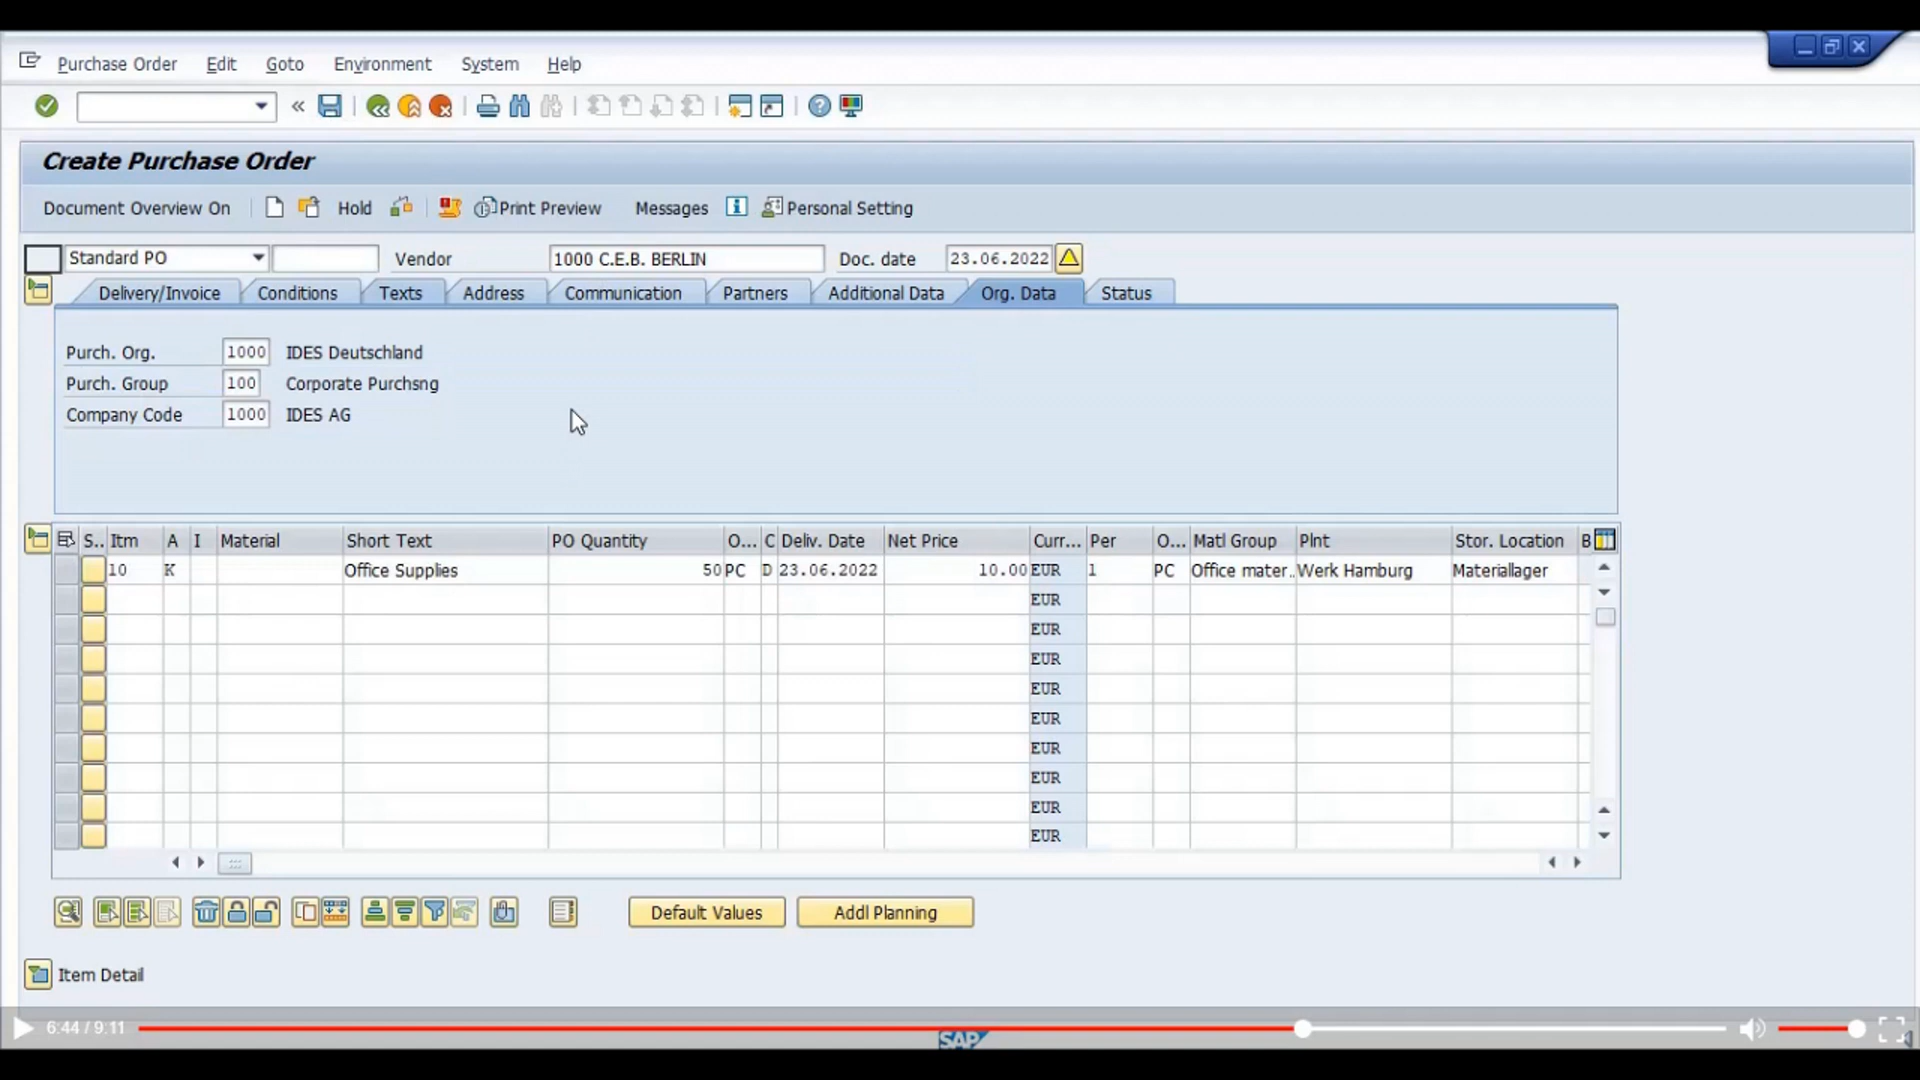 Purchase Order Edit Goto Environment System Help
Create Purchase Order
Document Overview On Hold Print Preview Messages Personal Setting
Standard PO Vendor 1000 C.E.B. BERLIN Doc. date 23.06.2022
Delivery/Invoice Conditions Texts Address Communication Partners Additional Data Org. Data Status
Purch. Org. 1000 IDES Deutschland
Purch. Group 100 Corporate Purchsng
Company Code 1000 IDES AG
S.. Itm A I Material Short Text PO Quantity O... C Deliv. Date Net Price Curr... Per O... Matl Group Plnt Stor. Location B
10 K Office Supplies 50 PC D 23.06.2022 10.00 EUR 1 PC Office mater.. Werk Hamburg Materiallager
EUR
EUR
EUR
EUR
EUR
EUR
EUR
EUR
EUR
Default Values Addl Planning
Item Detail
6:44 / 9:11
SAP